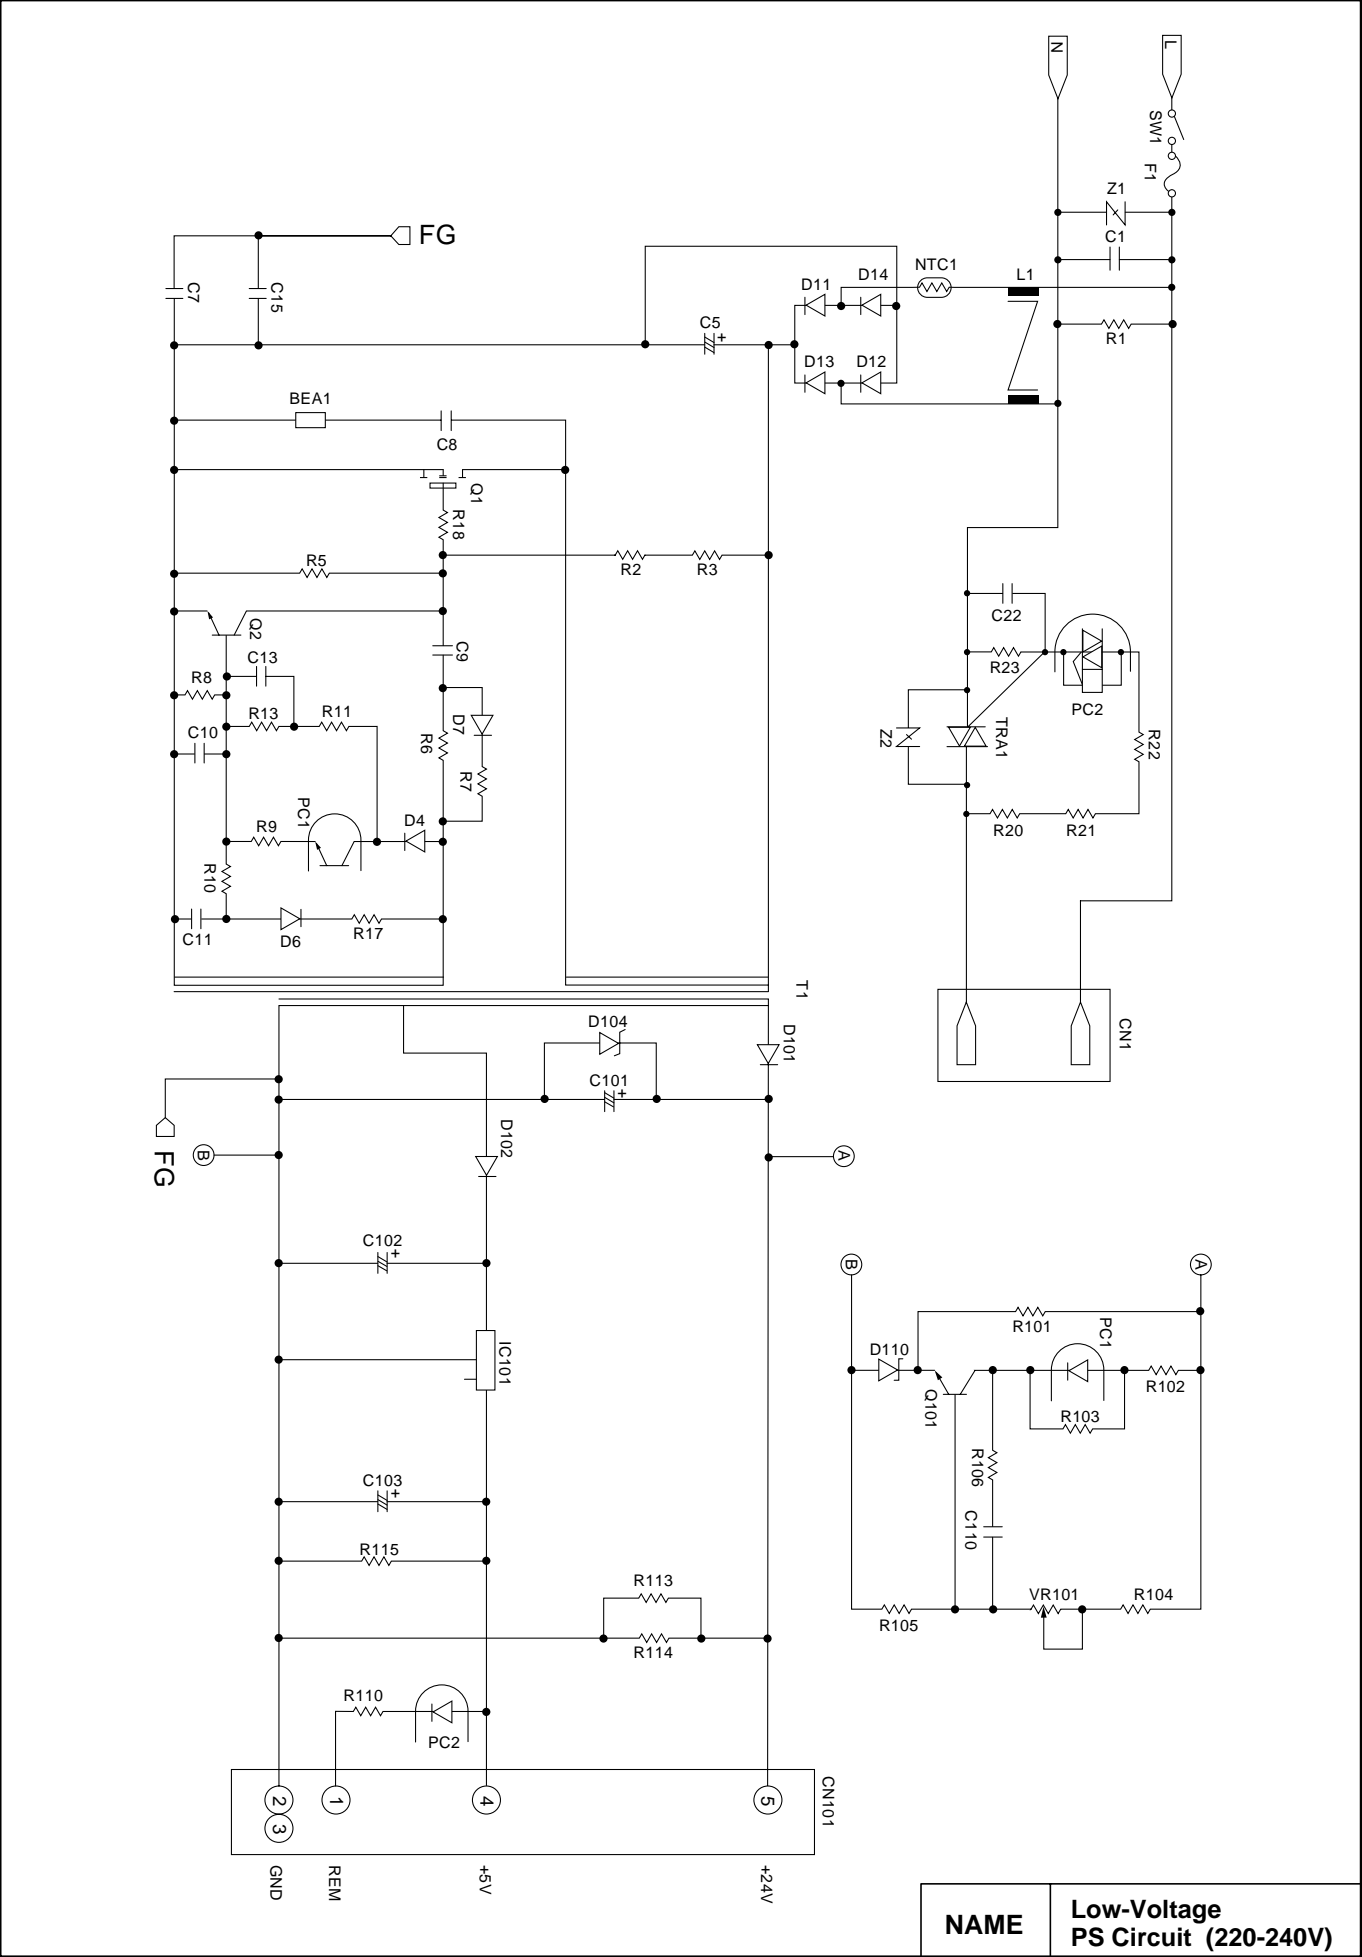 N
L
SW1
F1
Z1
C1
FG
NTC1
L1
D11
D14
C7
C15
C5
R1
D13
D12
BEA1
C8
Q1
R18
R5
R2
R3
C22
Q2
C9
C13
R23
R8
PC2
R13
R11
D7
C10
R6
Z2
TRA1
R22
R7
PC1
D4
R9
R20
R21
R10
C11
D6
R17
T1
CN1
D104
D101
C101
D102
FG
B
A
C102
B
A
R101
PC1
IC101
D110
R102
Q101
R103
R106
C103
C110
R115
R113
VR101
R104
R105
R114
R110
PC2
CN101
2
3
1
4
5
GND
REM
+5V
+24V
+
+
+
+
NAME
Low-Voltage
PS Circuit (220-240V)